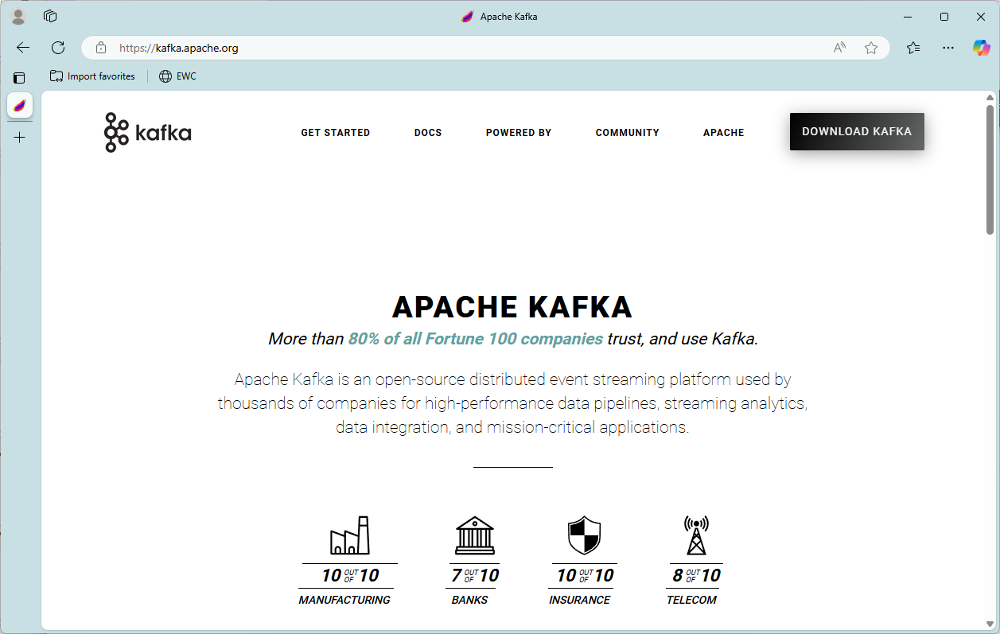 Apache Kafka
https://kafka.apache.org
Import favorites
EWC
kafka
GET STARTED DOCS POWERED BY COMMUNITY APACHE DOWNLOAD KAFKA
APACHE KAFKA
More than 80% of all Fortune 100 companies trust, and use Kafka.
Apache Kafka is an open-source distributed event streaming platform used by
thousands of companies for high-performance data pipelines, streaming analytics,
data integration, and mission-critical applications.
10 OUT OF 10
MANUFACTURING
7 OUT OF 10
BANKS
10 OUT OF 10
INSURANCE
8 OUT OF 10
TELECOM